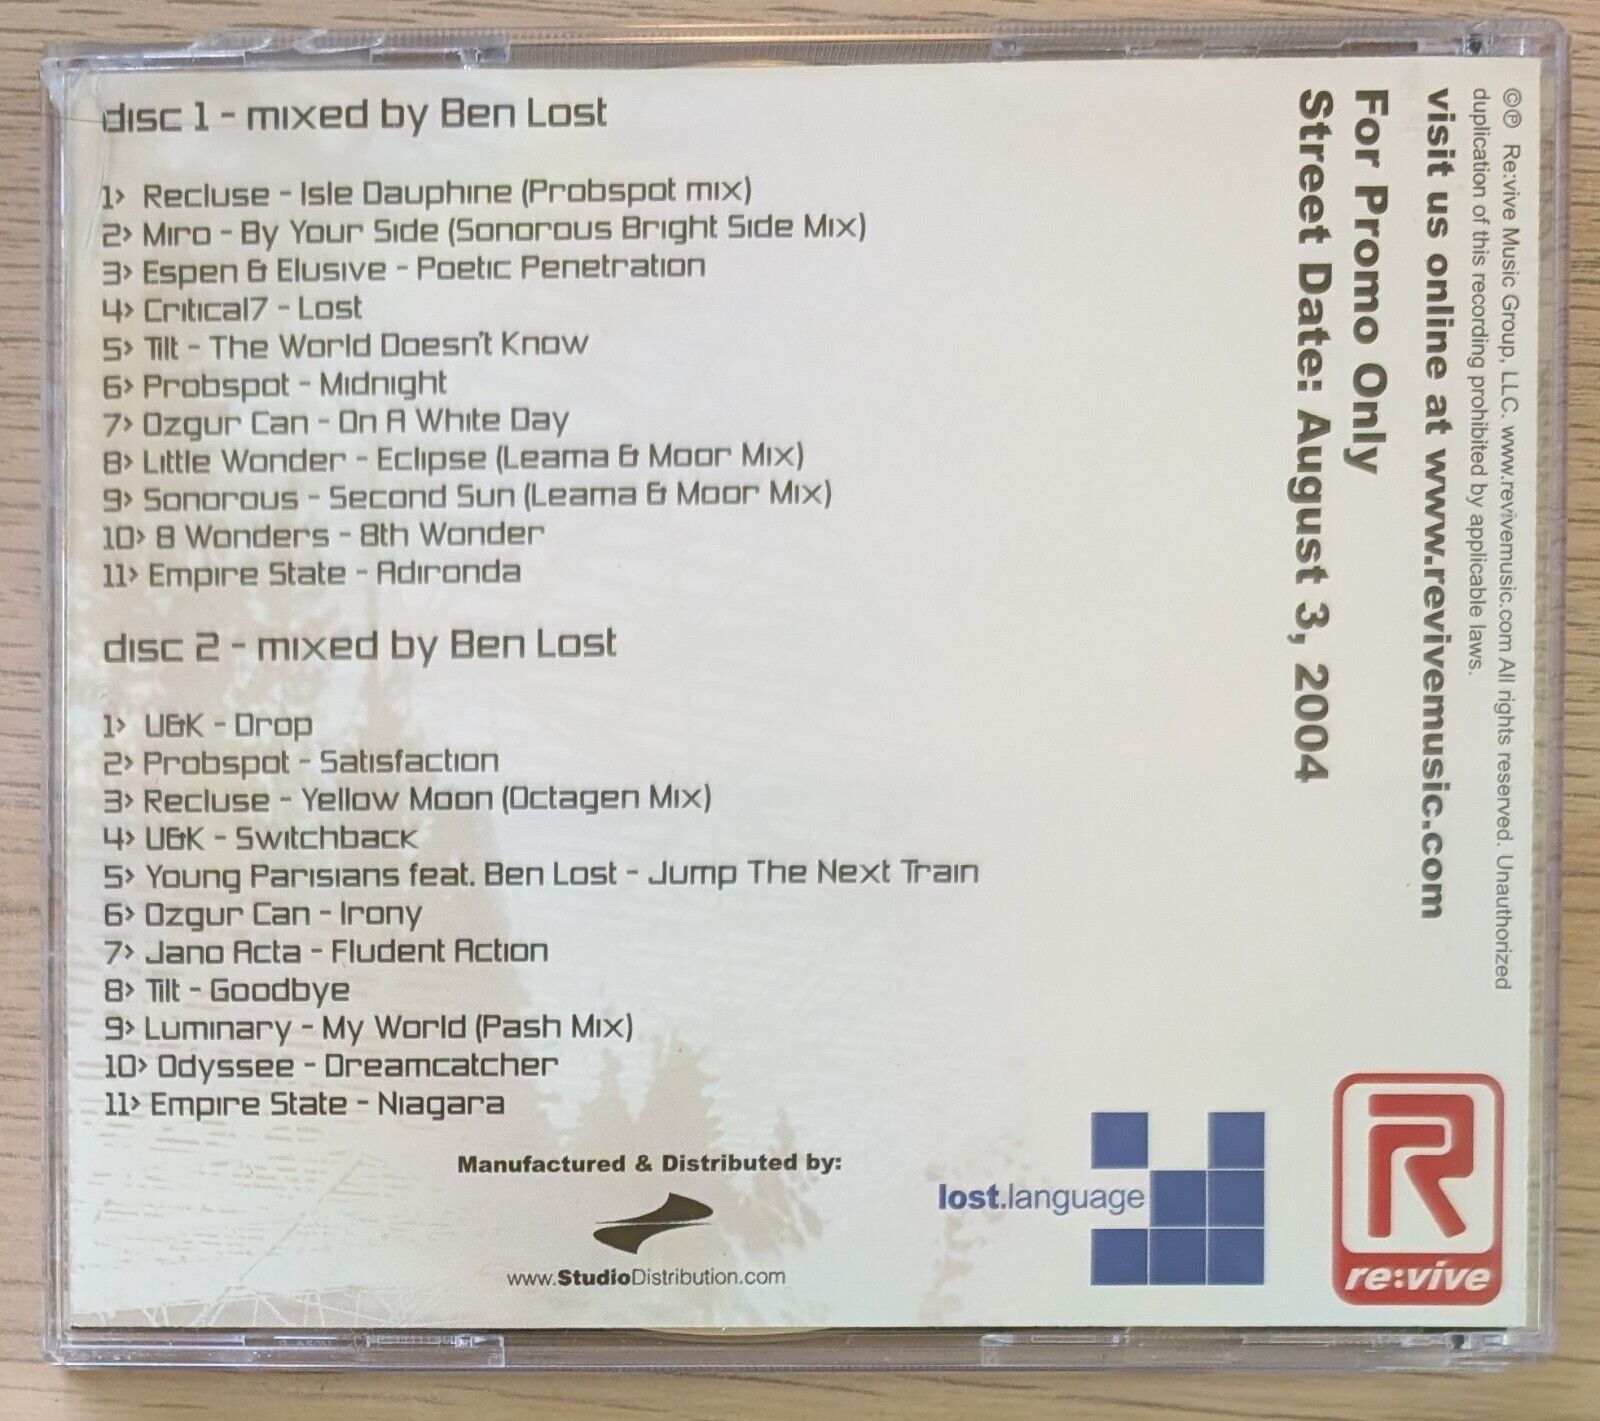 disc 1 - mixed by Ben Lost
1> Recluse - Isle Dauphine (Probspot mix)
2> Miro - By Your Side (Sonorous Bright Side Mix)
3> Espen & Elusive - Poetic Penetration
4> Critical7 - Lost
5> Tilt - The World Doesn't Know
6> Probspot - Midnight
7> Ozgur Can - On A White Day
8> Little Wonder - Eclipse (Leama & Moor Mix)
9> Sonorous - Second Sun (Leama & Moor Mix)
10> 8 Wonders - 8th Wonder
11> Empire State - Adironda
disc 2 - mixed by Ben Lost
1> U&K - Drop
2> Probspot - Satisfaction
3> Recluse - Yellow Moon (Octagen Mix)
4> U&K - Switchback
5> Young Parisians feat. Ben Lost - Jump The Next Train
6> Ozgur Can - Irony
7> Jano Acta - Fludent Action
8> Tilt - Goodbye
9> Luminary - My World (Pash Mix)
10> Odyssee - Dreamcatcher
11> Empire State - Niagara
Manufactured & Distributed by:
www.StudioDistribution.com
lost.language
R
re:vive
©℗ Re:vive Music Group, LLC. www.revivemusic.com All rights reserved. Unauthorized
duplication of this recording prohibited by applicable laws.
visit us online at www.revivemusic.com
For Promo Only
Street Date: August 3, 2004